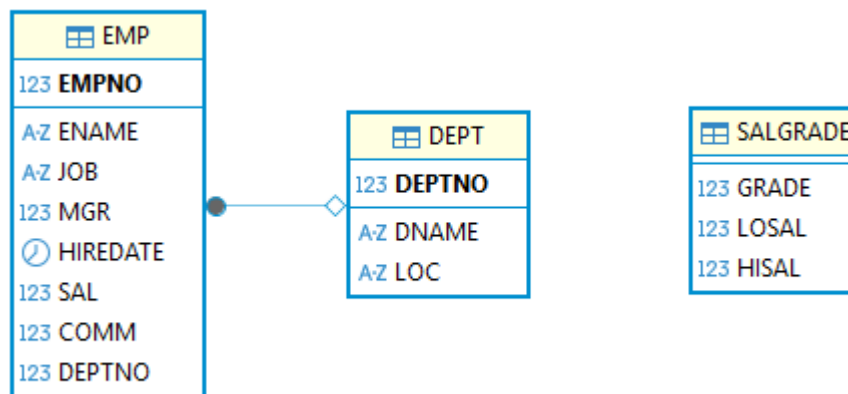 EMP
123 EMPNO
A-Z ENAME
A-Z JOB
123 MGR
HIREDATE
123 SAL
123 COMM
123 DEPTNO
DEPT
123 DEPTNO
A-Z DNAME
A-Z LOC
SALGRADE
123 GRADE
123 LOSAL
123 HISAL